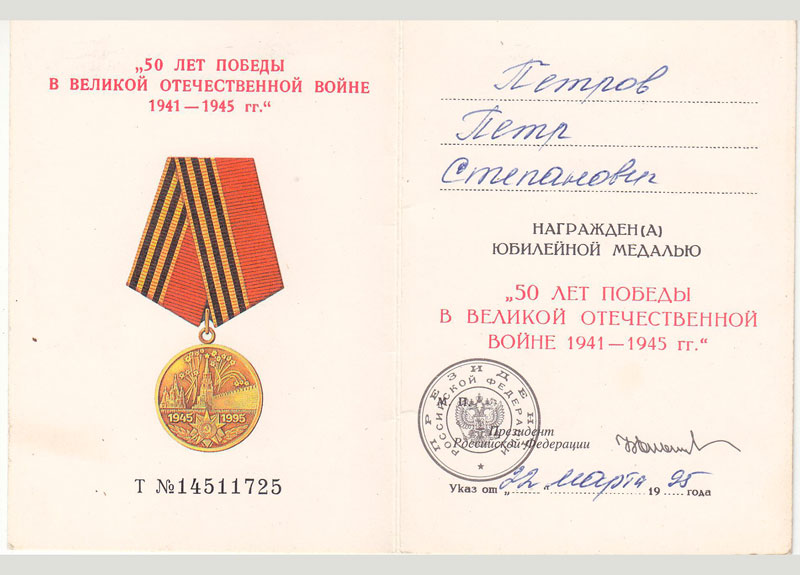 „50 ЛЕТ ПОБЕДЫ
В ВЕЛИКОЙ ОТЕЧЕСТВЕННОЙ ВОЙНЕ
1941—1945 гг.“
1945 1995
Т №14511725
Петров
Петр
Степанович
НАГРАЖДЕН(А)
ЮБИЛЕЙНОЙ МЕДАЛЬЮ
„50 ЛЕТ ПОБЕДЫ
В ВЕЛИКОЙ ОТЕЧЕСТВЕННОЙ
ВОЙНЕ 1941—1945 гг.“
ПРЕЗИДЕНТ
РОССИЙСКОЙ ФЕДЕРАЦИИ
М. П.
Президент
Российской Федерации
Указ от „22“ Марта 1995 года